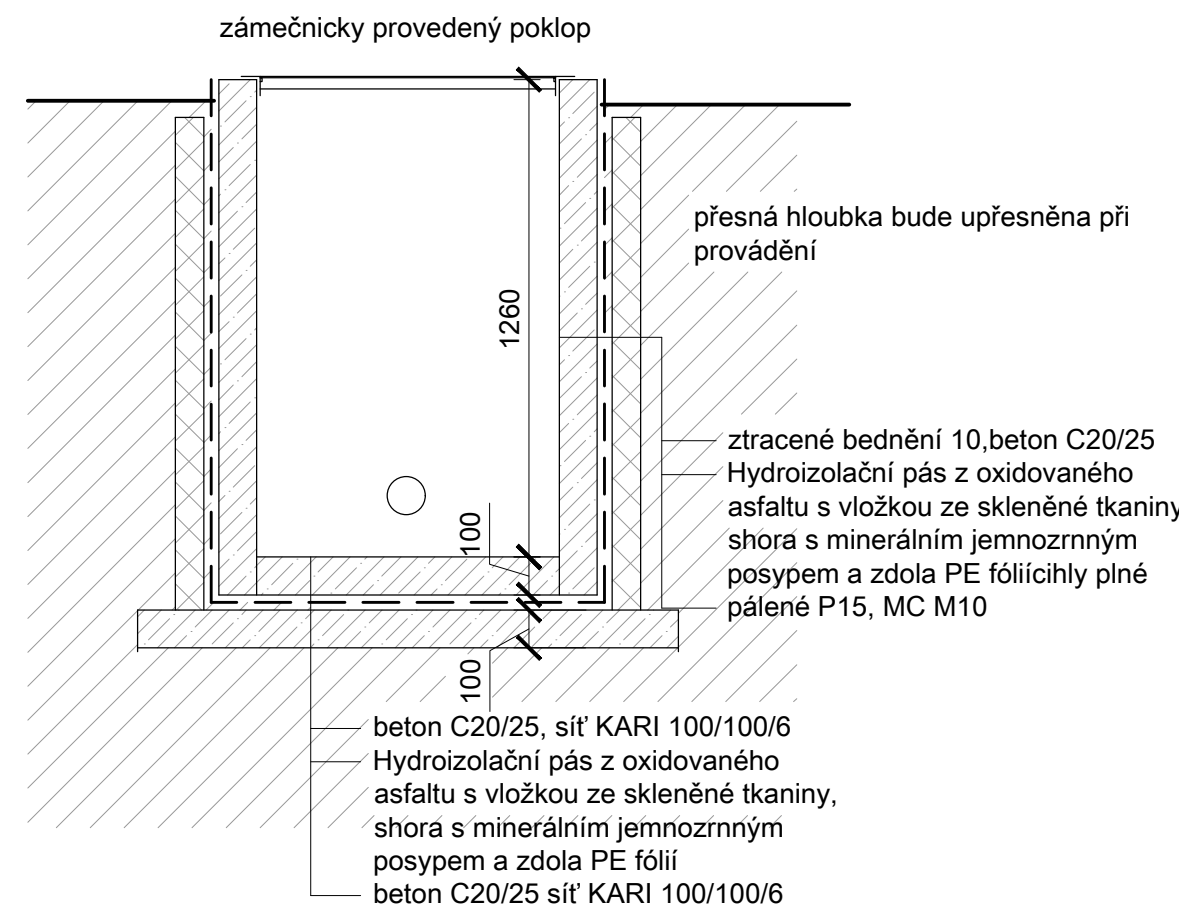 zámečnicky provedený poklop
přesná hloubka bude upřesněna při
provádění
1260
ztracené bednění 10,beton C20/25
Hydroizolační pás z oxidovaného
asfaltu s vložkou ze skleněné tkaniny
shora s minerálním jemnozrnným
posypem a zdola PE fóliícihly plné
pálené P15, MC M10
100
100
beton C20/25, síť KARI 100/100/6
Hydroizolační pás z oxidovaného
asfaltu s vložkou ze skleněné tkaniny,
shora s minerálním jemnozrnným
posypem a zdola PE fólií
beton C20/25 síť KARI 100/100/6